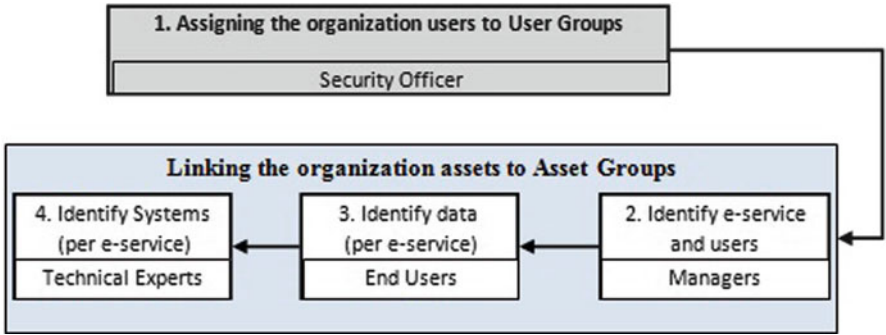 1. Assigning the organization users to User Groups
Security Officer
Linking the organization assets to Asset Groups
2. Identify e-service
and users
Managers
3. Identify data
(per e-service)
End Users
4. Identify Systems
(per e-service)
Technical Experts